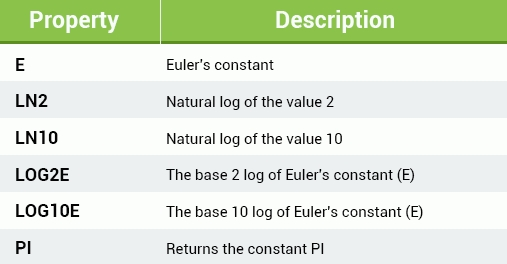 Property Description
E Euler's constant
LN2 Natural log of the value 2
LN10 Natural log of the value 10
LOG2E The base 2 log of Euler's constant (E)
LOG10E The base 10 log of Euler's constant (E)
PI Returns the constant PI